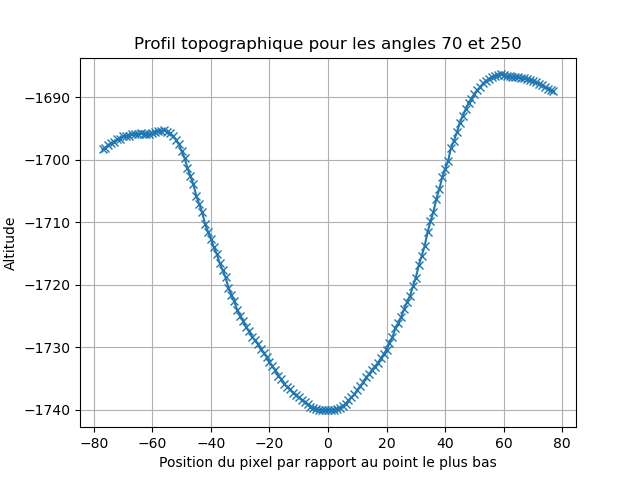 Profil topographique pour les angles 70 et 250
Altitude
−1690
−1700
−1710
−1720
−1730
−1740
−80 −60 −40 −20 0 20 40 60 80
Position du pixel par rapport au point le plus bas